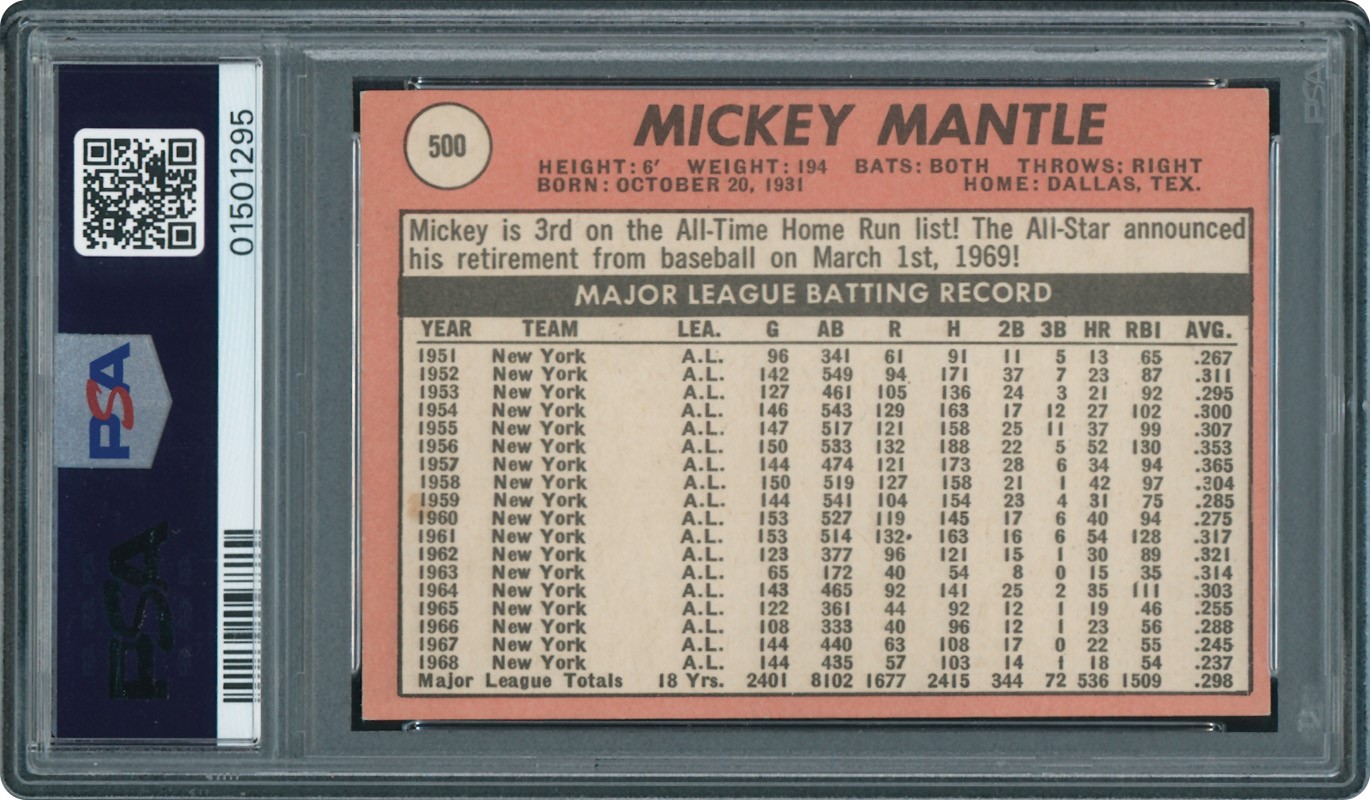 01501295
PSA
PSA
PSA
500
MICKEY MANTLE
HEIGHT: 6' WEIGHT: 194 BATS: BOTH THROWS: RIGHT
BORN: OCTOBER 20, 1931 HOME: DALLAS, TEX.
Mickey is 3rd on the All-Time Home Run list! The All-Star announced
his retirement from baseball on March 1st, 1969!
MAJOR LEAGUE BATTING RECORD
YEAR TEAM LEA. G AB R H 2B 3B HR RBI AVG.
1951 New York A.L. 96 341 61 91 11 5 13 65 .267
1952 New York A.L. 142 549 94 171 37 7 23 87 .311
1953 New York A.L. 127 461 105 136 24 3 21 92 .295
1954 New York A.L. 146 543 129 163 17 12 27 102 .300
1955 New York A.L. 147 517 121 158 25 11 37 99 .307
1956 New York A.L. 150 533 132 188 22 5 52 130 .353
1957 New York A.L. 144 474 121 173 28 6 34 94 .365
1958 New York A.L. 150 519 127 158 21 1 42 97 .304
1959 New York A.L. 144 541 104 154 23 4 31 75 .285
1960 New York A.L. 153 527 119 145 17 6 40 94 .275
1961 New York A.L. 153 514 132 163 16 6 54 128 .317
1962 New York A.L. 123 377 96 121 15 1 30 89 .321
1963 New York A.L. 65 172 40 54 8 0 15 35 .314
1964 New York A.L. 143 465 92 141 25 2 35 111 .303
1965 New York A.L. 122 361 44 92 12 1 19 46 .255
1966 New York A.L. 108 333 40 96 12 1 23 56 .288
1967 New York A.L. 144 440 63 108 17 0 22 55 .245
1968 New York A.L. 144 435 57 103 14 1 18 54 .237
Major League Totals 18 Yrs. 2401 8102 1677 2415 344 72 536 1509 .298